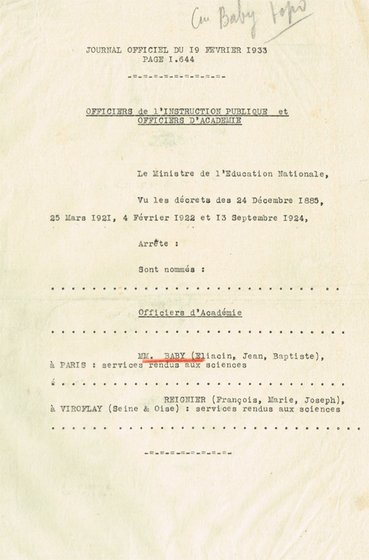 Baby
JOURNAL OFFICIEL DU 19 FEVRIER 1933
PAGE I.644
-=-=-=-=-=-=-=-=-=-
OFFICIERS de l'INSTRUCTION PUBLIQUE et
OFFICIERS D'ACADEMIE
Le Ministre de l'Education Nationale,
Vu les décrets des 24 Décembre 1885,
25 Mars 1921, 4 Février 1922 et 13 Septembre 1924,
Arrête :
Sont nommés :
. . . . . . . . . . . . . . . . . . . . . . . . . . . . . . . .
Officiers d'Académie
. . . . . . . . . . . . . . . . . . . . . . . . . . . . . . . .
MM. BABY (Eliacin, Jean, Baptiste),
à PARIS : services rendus aux sciences
. . . . . . . . . . . . . . . . . . . . . . . . . . . . . . . .
REIGNIER (François, Marie, Joseph),
à VIROFLAY (Seine & Oise) : services rendus aux sciences
. . . . . . . . . . . . . . . . . . . . . . . . . . . . . . . .
-=-=-=-=-=-=-=-=-